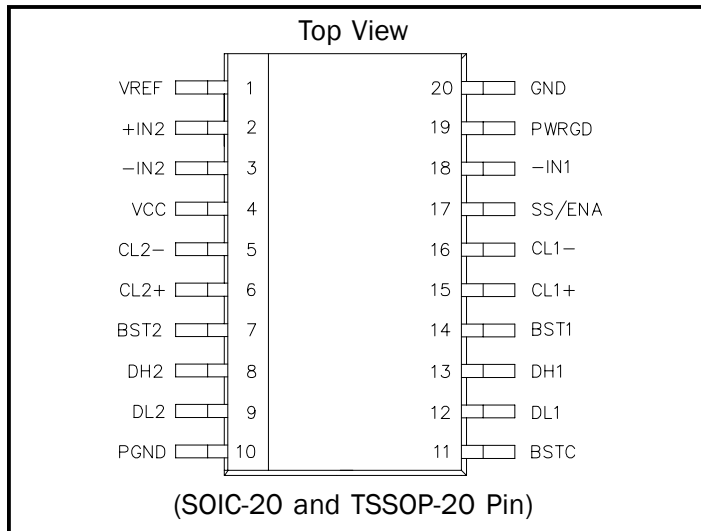 Top View
VREF 1 20 GND
+IN2 2 19 PWRGD
-IN2 3 18 -IN1
VCC 4 17 SS/ENA
CL2- 5 16 CL1-
CL2+ 6 15 CL1+
BST2 7 14 BST1
DH2 8 13 DH1
DL2 9 12 DL1
PGND 10 11 BSTC
(SOIC-20 and TSSOP-20 Pin)